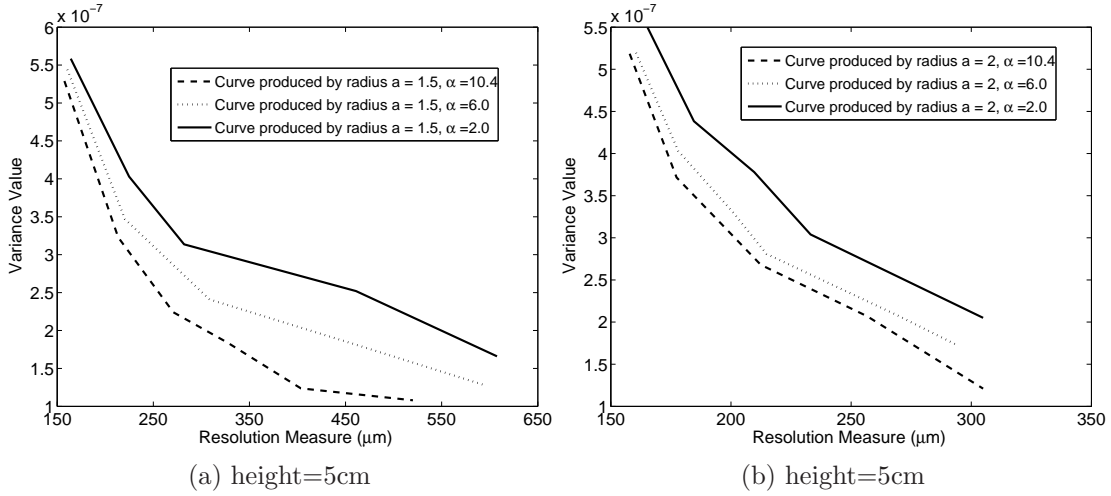 x 10⁻⁷
6
5.5
5
4.5
4
3.5
3
2.5
2
1.5
1
Variance Value
Curve produced by radius a = 1.5, α =10.4
Curve produced by radius a = 1.5, α =6.0
Curve produced by radius a = 1.5, α =2.0
150 250 350 450 550 650
Resolution Measure (μm)
(a) height=5cm
x 10⁻⁷
5.5
5
4.5
4
3.5
3
2.5
2
1.5
1
Variance Value
Curve produced by radius a = 2, α =10.4
Curve produced by radius a = 2, α =6.0
Curve produced by radius a = 2, α =2.0
150 200 250 300 350
Resolution Measure (μm)
(b) height=5cm